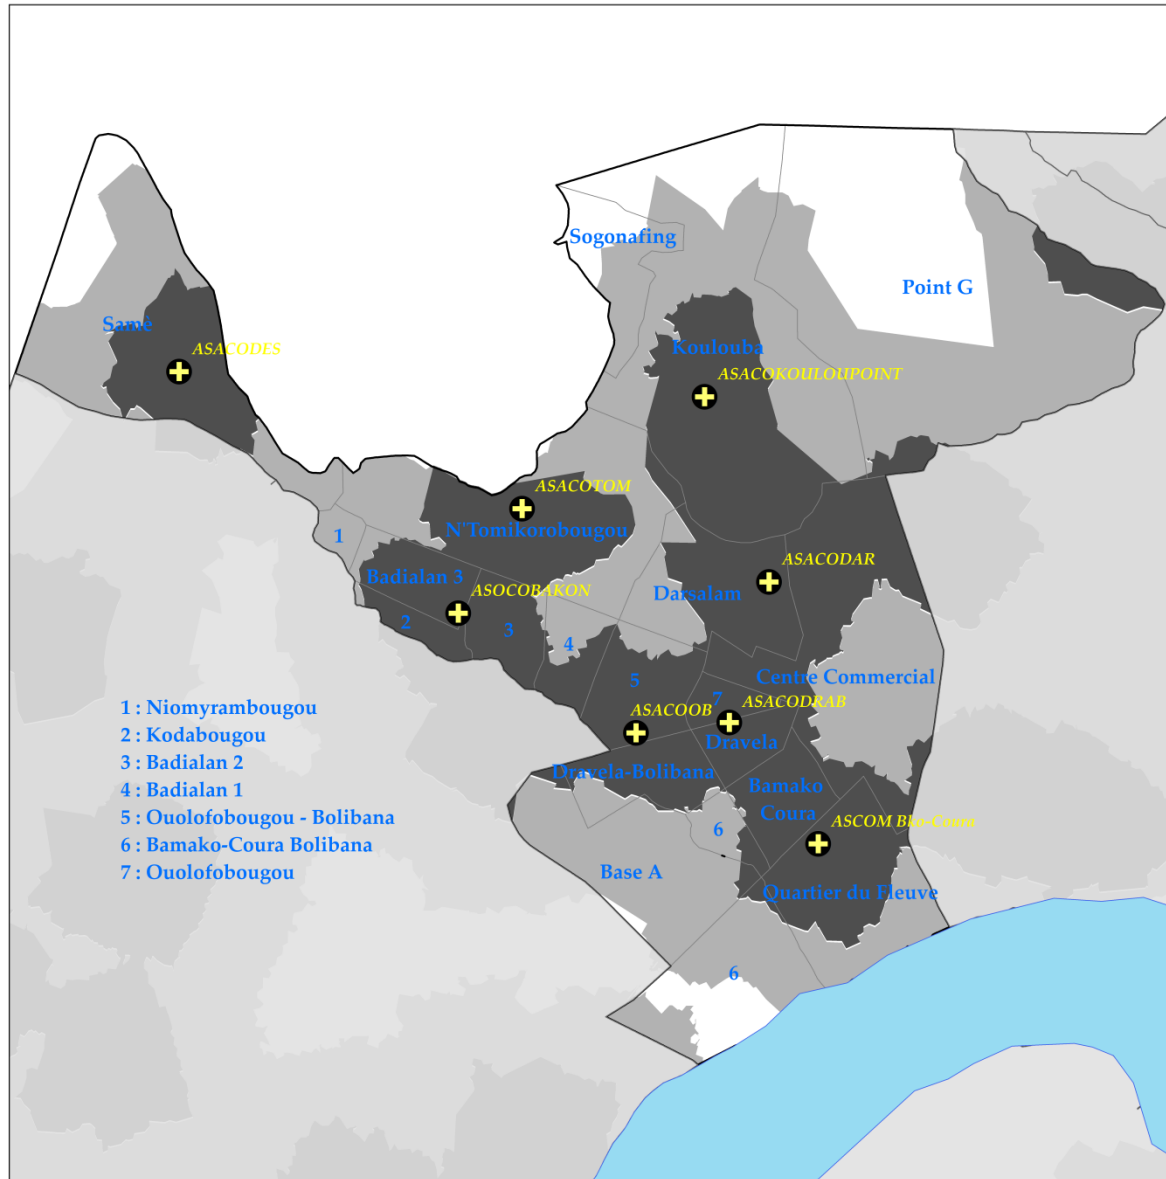 Sogonafing
Point G
Samé
ASACODES
Koulouba
ASACOKOULOUPOINT
ASACOTOM
N'Tomikorobougou
1
Badialan 3
ASOCOBAKON
2
3
4
ASACODAR
Darsalam
5
7
Centre Commercial
ASACOOB
ASACODRAB
Dravela
Dravela-Bolibana
Bamako
Coura
6
ASCOM Bko-Coura
Base A
Quartier du Fleuve
6
1 : Niomyrambougou
2 : Kodabougou
3 : Badialan 2
4 : Badialan 1
5 : Ouolofobougou - Bolibana
6 : Bamako-Coura Bolibana
7 : Ouolofobougou